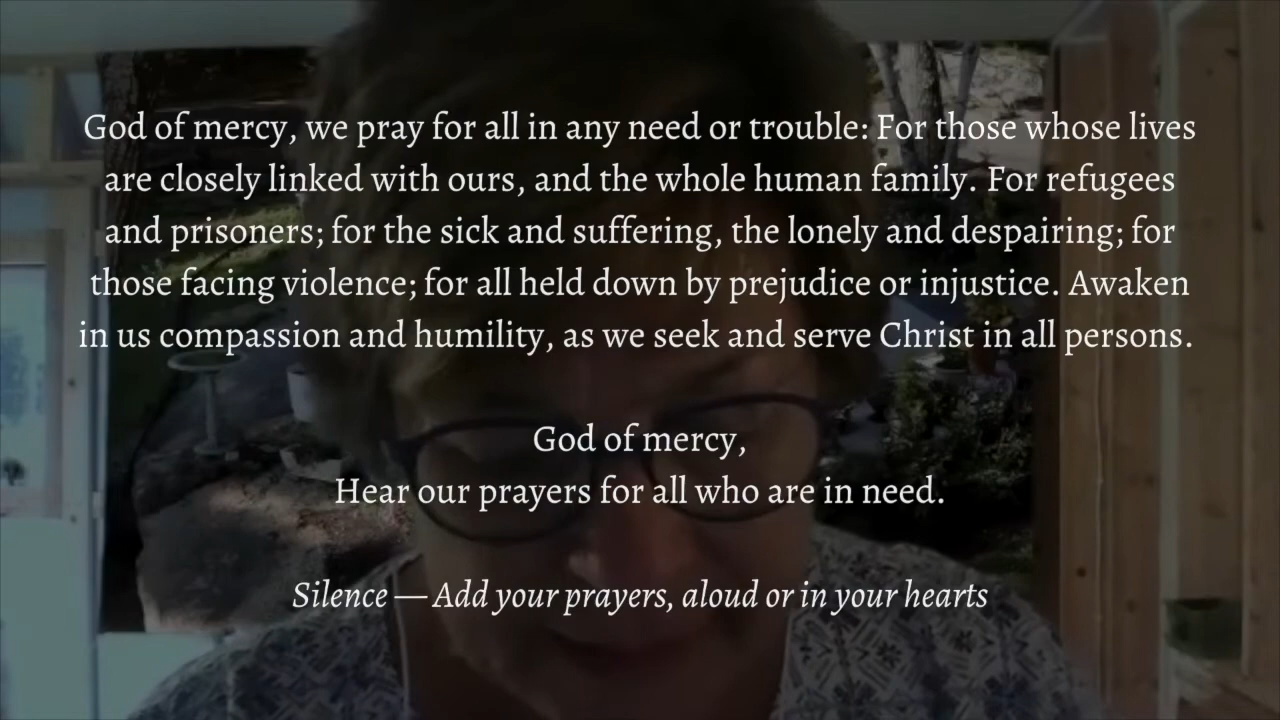 God of mercy, we pray for all in any need or trouble: For those whose lives
are closely linked with ours, and the whole human family. For refugees
and prisoners; for the sick and suffering, the lonely and despairing; for
those facing violence; for all held down by prejudice or injustice. Awaken
in us compassion and humility, as we seek and serve Christ in all persons.
God of mercy,
Hear our prayers for all who are in need.
Silence — Add your prayers, aloud or in your hearts